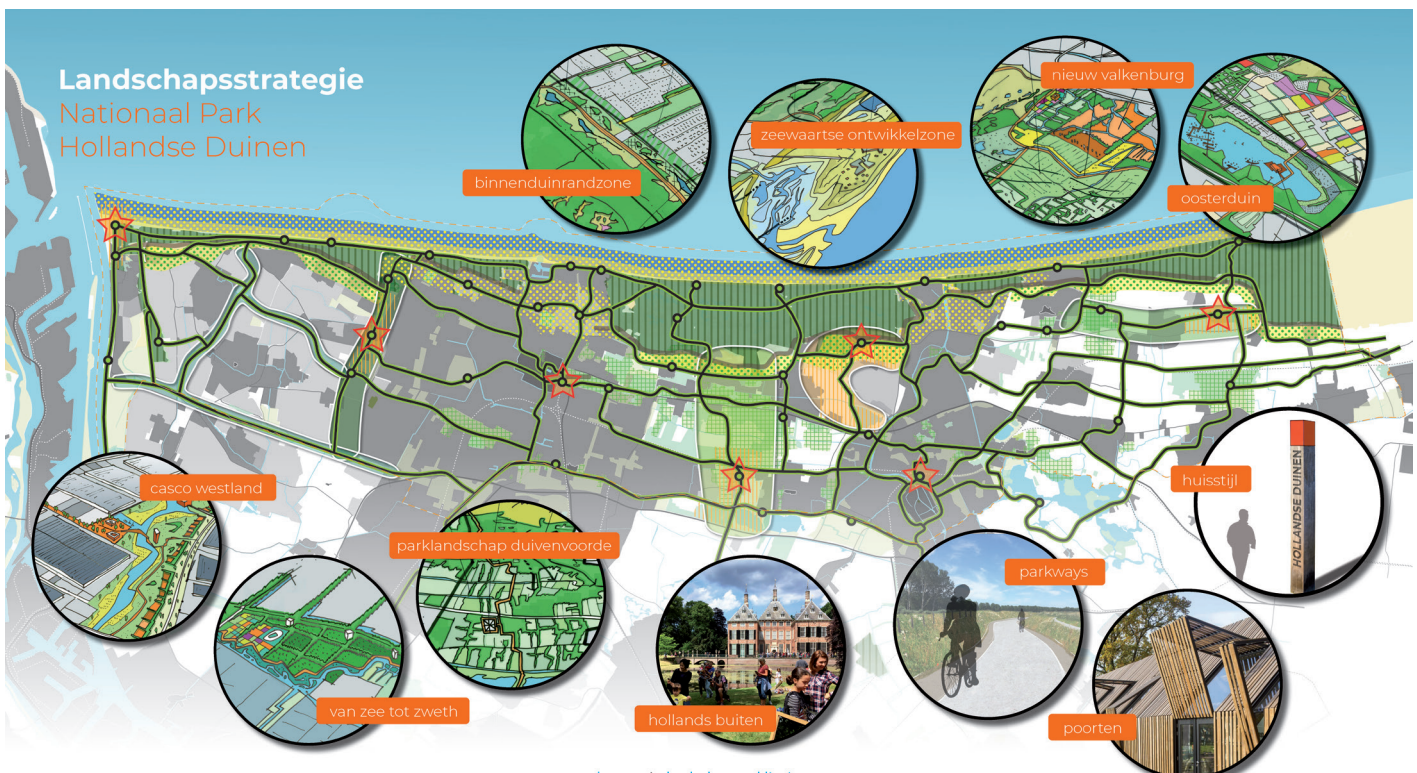 Landschapsstrategie
Nationaal Park
Hollandse Duinen
nieuw valkenburg
zeewaartse ontwikkelzone
binnenduinrandzone
oosterduin
huisstijl
HOLLANDSE DUINEN
casco westland
parklandschap duivenvoorde
parkways
van zee tot zweth
hollands buiten
poorten